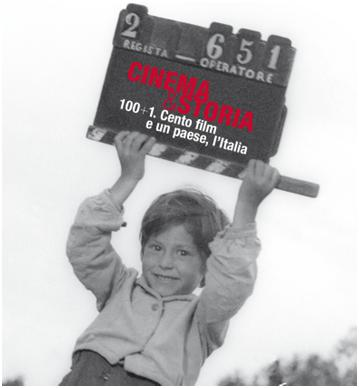 2 651
REGISTA OPERATORE
CINEMA
& STORIA
100+1. Cento film
e un paese, l'Italia